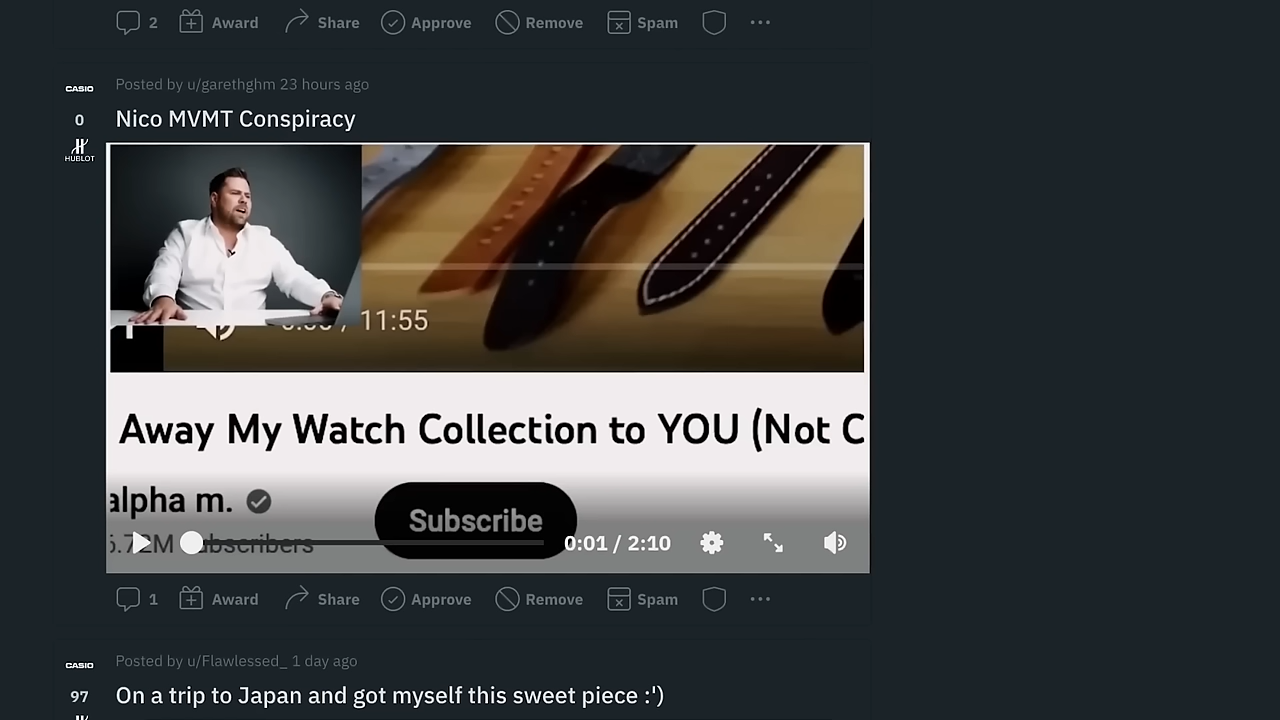 2 Award Share Approve Remove Spam
Posted by u/garethghm 23 hours ago
CASIO
0
Nico MVMT Conspiracy
HUBLOT
/ 11:55
Away My Watch Collection to YOU (Not C
alpha m.
Subscribe
subscribers
0:01 / 2:10
1 Award Share Approve Remove Spam
Posted by u/Flawlessed_ 1 day ago
CASIO
97
On a trip to Japan and got myself this sweet piece :')